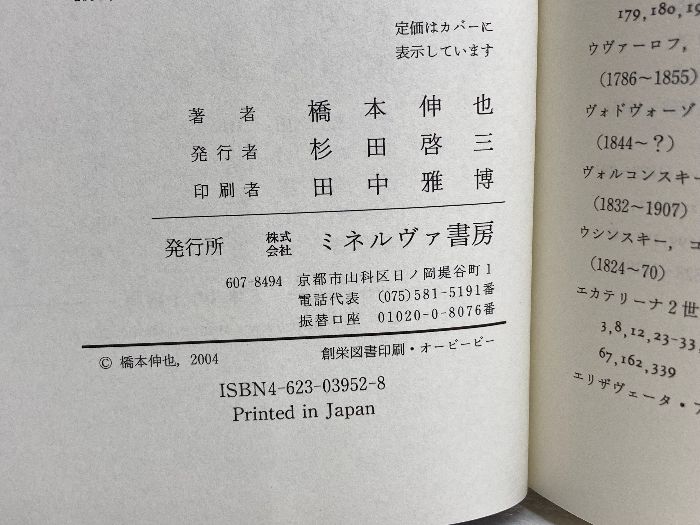 定価はカバーに
表示しています
著者 橋本伸也
発行者 杉田啓三
印刷者 田中雅博
発行所 株式会社 ミネルヴァ書房
607-8494 京都市山科区日ノ岡堤谷町1
電話代表 (075)581-5191番
振替口座 01020-0-8076番
© 橋本伸也, 2004 創栄図書印刷・オービービー
ISBN4-623-03952-8
Printed in Japan
179, 180, 19
ウヴァーロフ,
(1786～1855)
ヴォドヴォーゾ
(1844～?)
ヴォルコンスキー
(1832～1907)
ウシンスキー, コ
(1824～70)
エカテリーナ2世
3, 8, 12, 23-33,
67, 162, 339
エリザヴェータ・